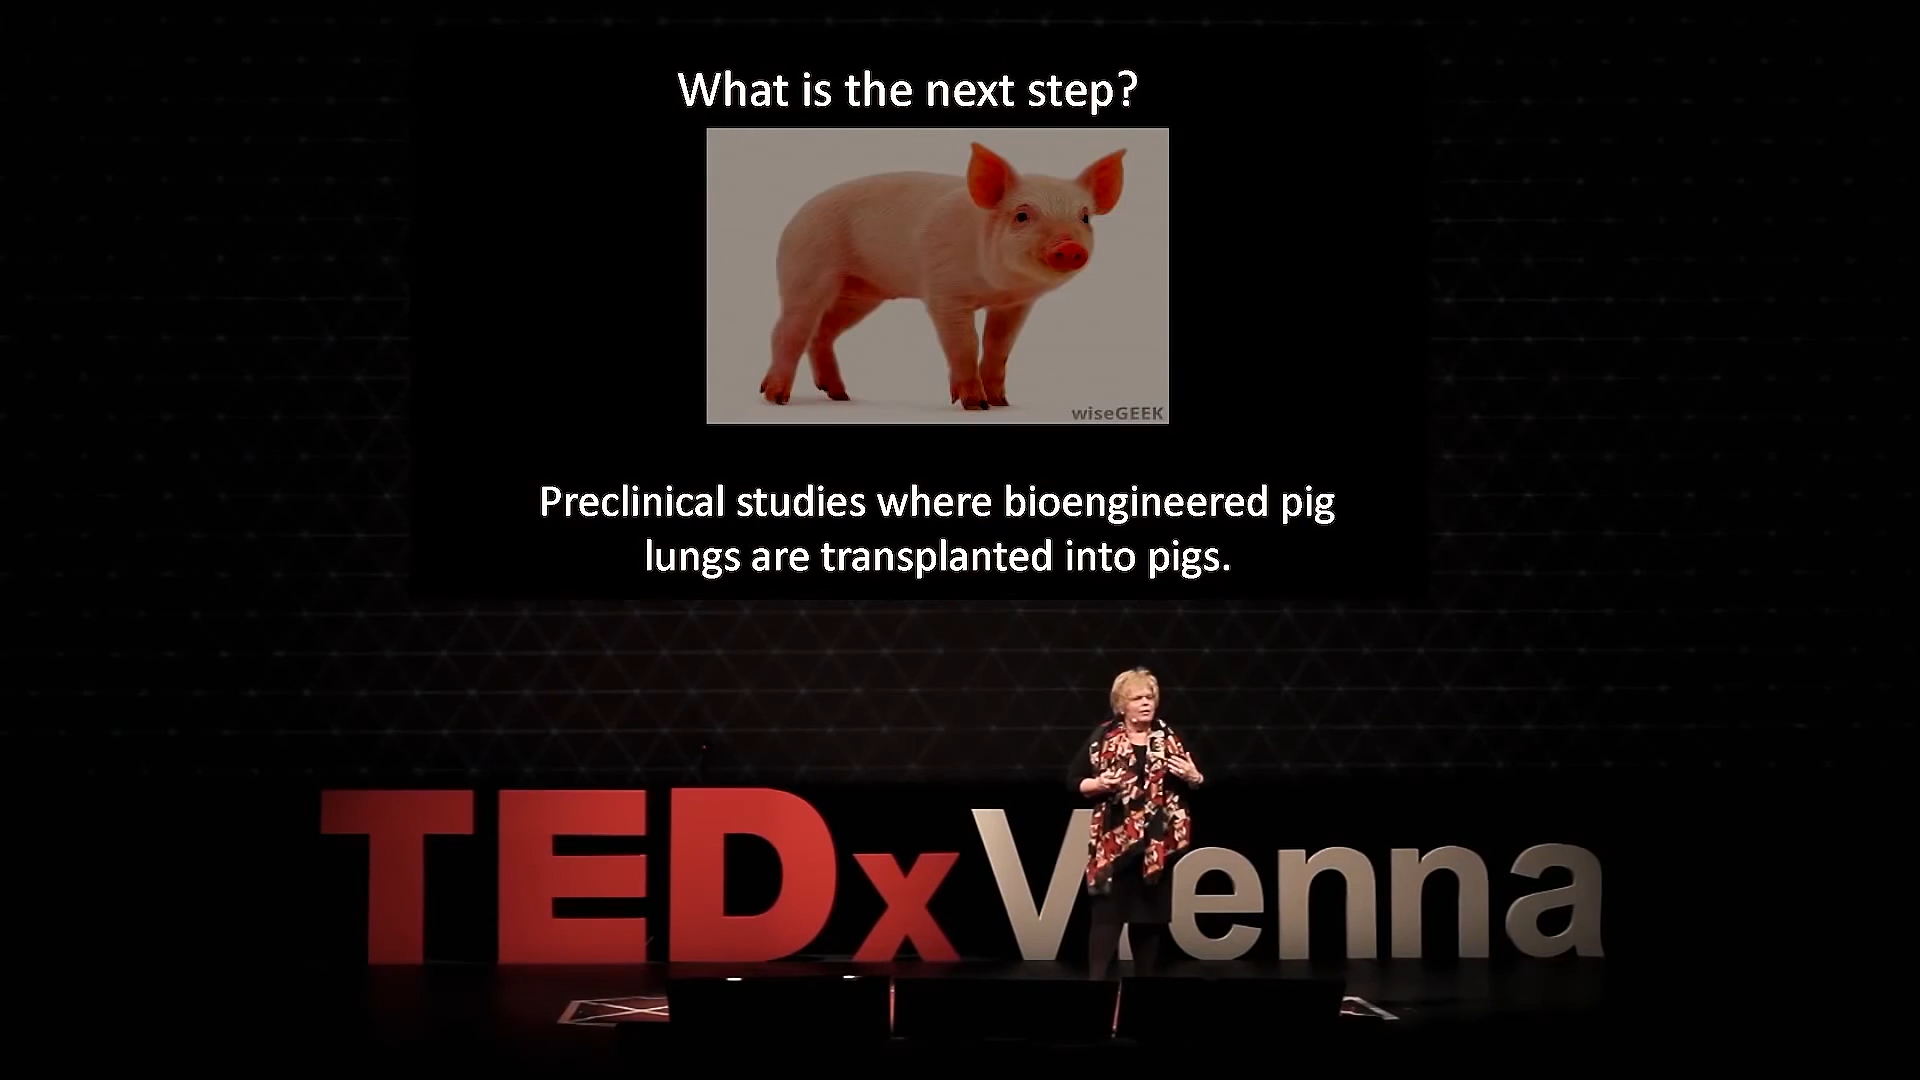 What is the next step?
wiseGEEK
Preclinical studies where bioengineered pig
lungs are transplanted into pigs.
TEDxVienna